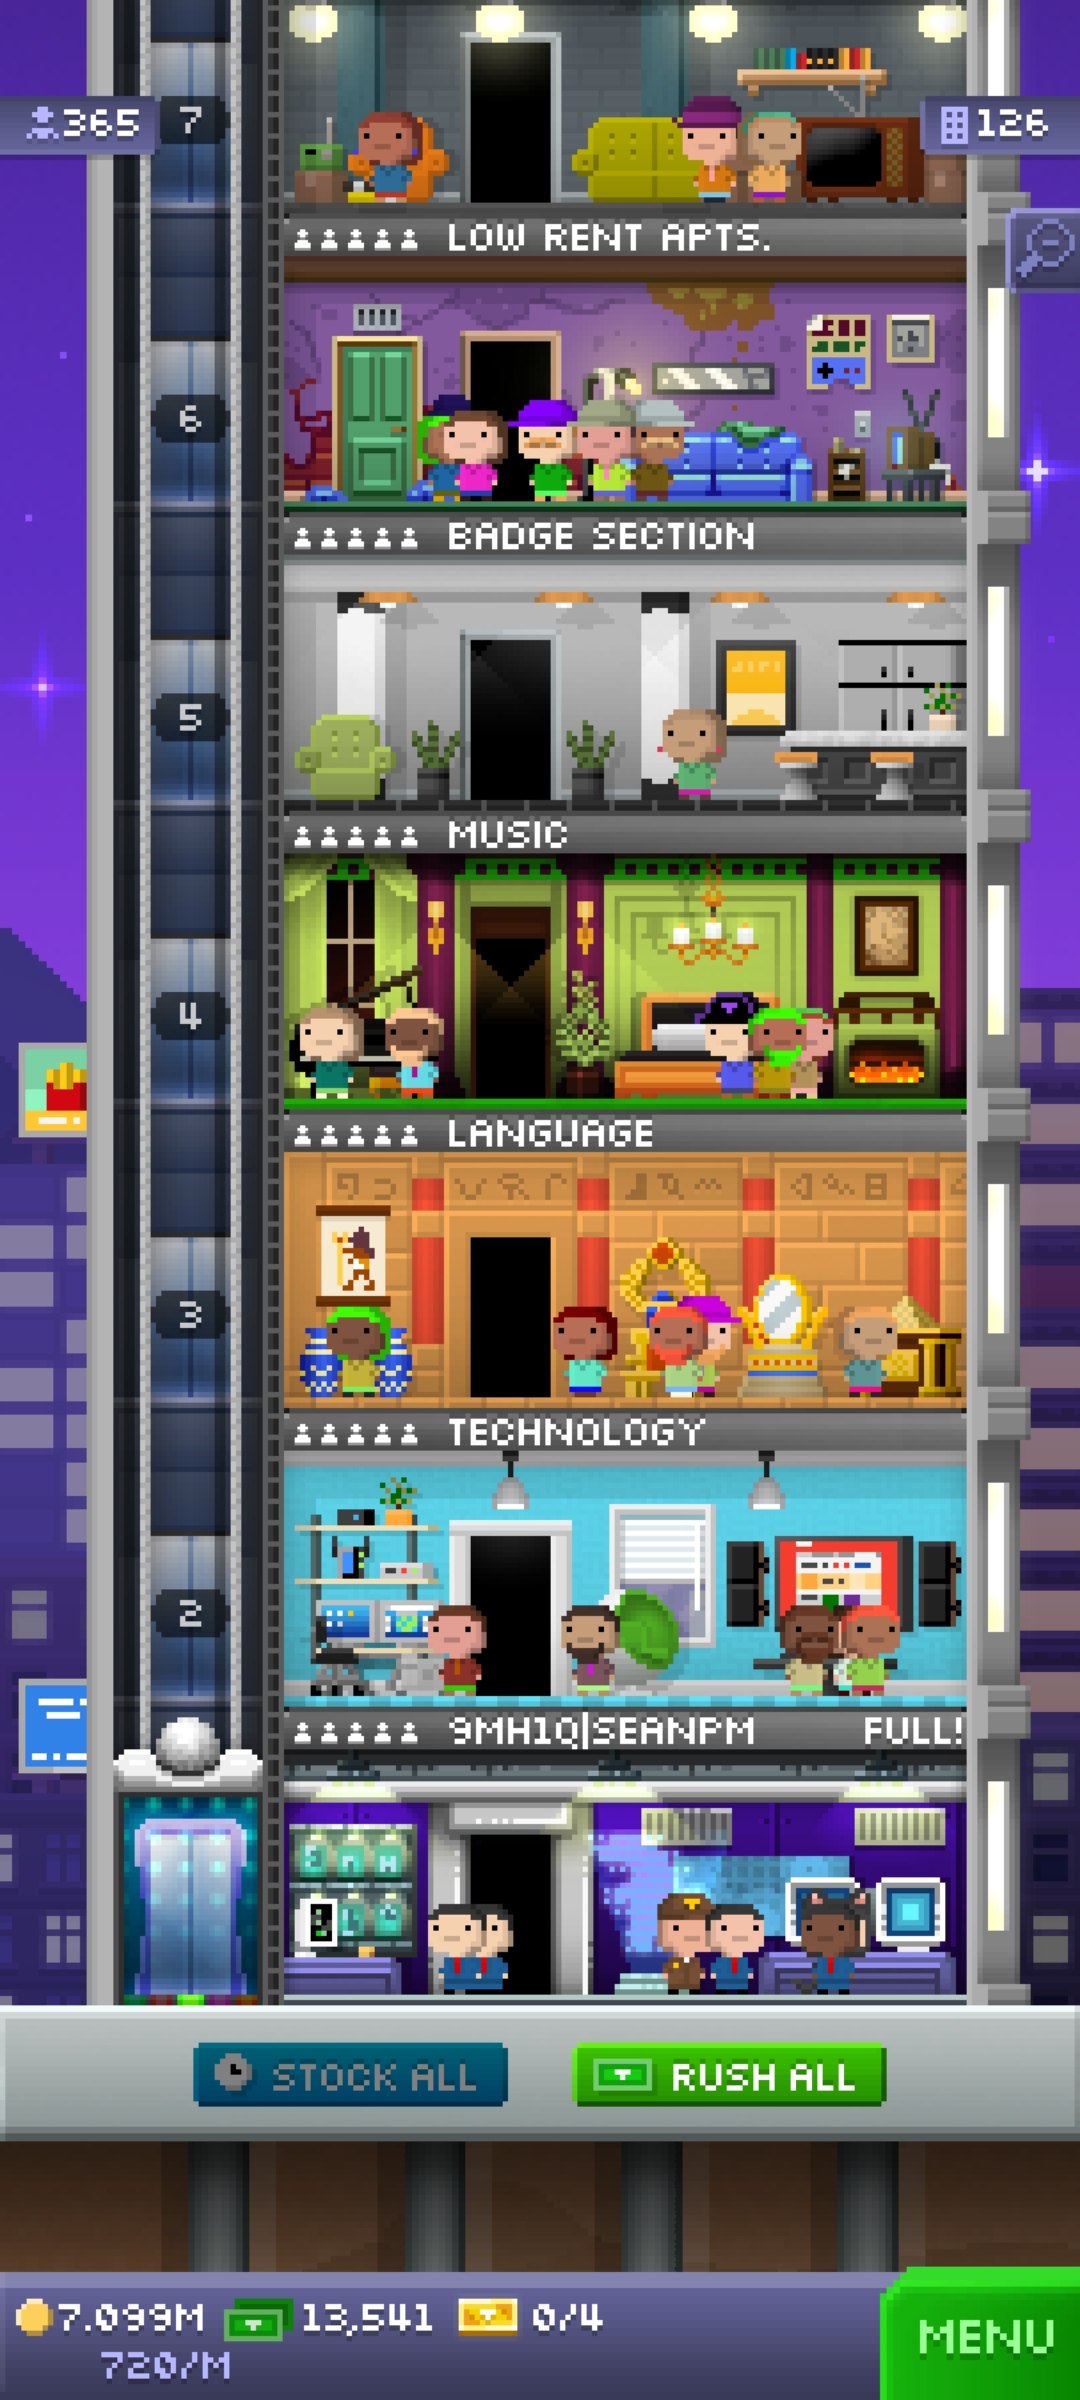 365
7
126
LOW RENT APTS.
6
BADGE SECTION
5
MUSIC
4
LANGUAGE
3
TECHNOLOGY
2
9MH1Q|SEANPM FULL!
STOCK ALL
RUSH ALL
7.099M
13,541
0/4
720/M
MENU